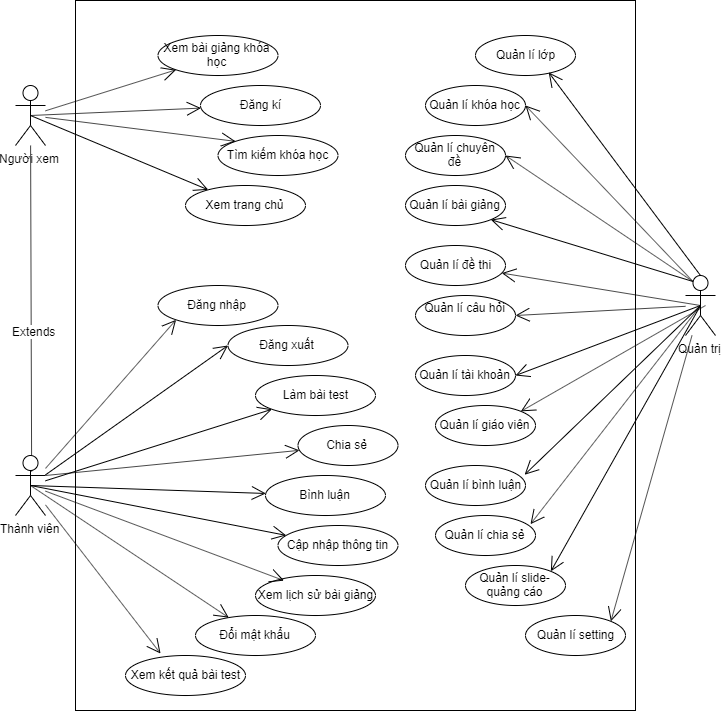 Xem bài giảng khóa
học
Đăng kí
Tìm kiếm khóa học
Xem trang chủ
Người xem
Extends
Đăng nhập
Đăng xuất
Làm bài test
Chia sẻ
Bình luận
Cập nhập thông tin
Xem lịch sử bài giảng
Đổi mật khẩu
Xem kết quả bài test
Thành viên
Quản lí lớp
Quản lí khóa học
Quản lí chuyên
đề
Quản lí bài giảng
Quản lí đề thi
Quản lí câu hỏi
Quản lí tài khoản
Quản lí giáo viên
Quản lí bình luận
Quản lí chia sẻ
Quản lí slide-
quảng cáo
Quản lí setting
Quản trị